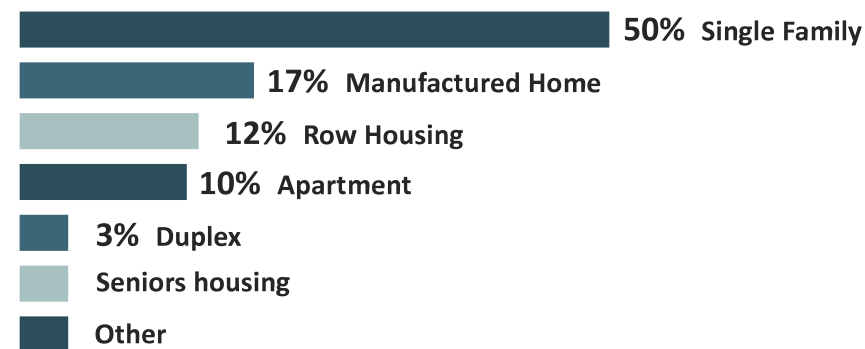 50% Single Family
17% Manufactured Home
12% Row Housing
10% Apartment
3% Duplex
Seniors housing
Other